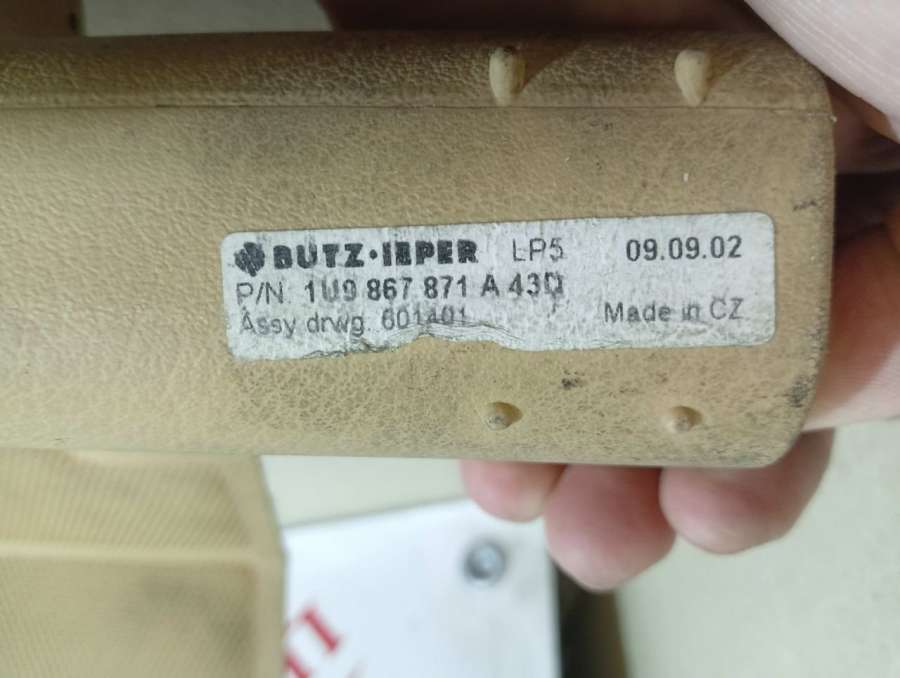 BUTZ·IEPER LP5 09.09.02
P/N. 1U9 867 871 A 43D
Assy drwg. 601401 Made in CZ